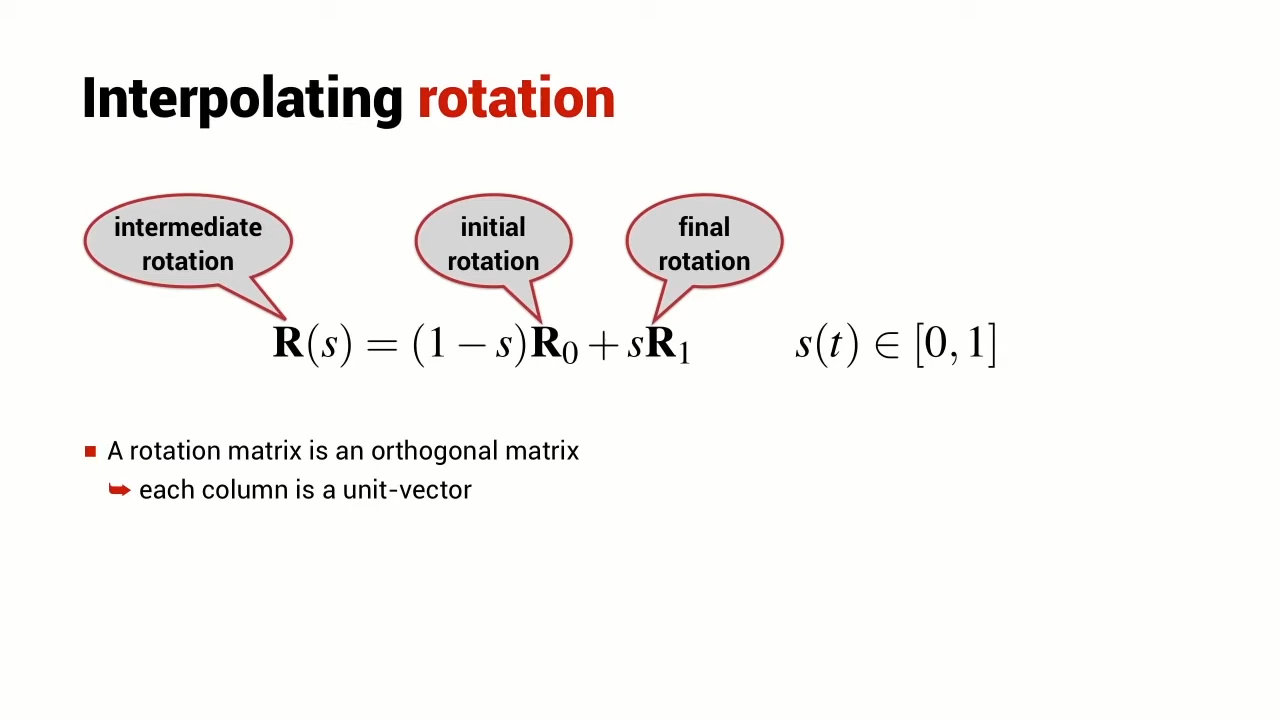 Interpolating rotation
intermediate
rotation
initial
rotation
final
rotation
R(s) = (1 − s)R₀ + sR₁
s(t) ∈ [0, 1]
A rotation matrix is an orthogonal matrix
➥ each column is a unit-vector